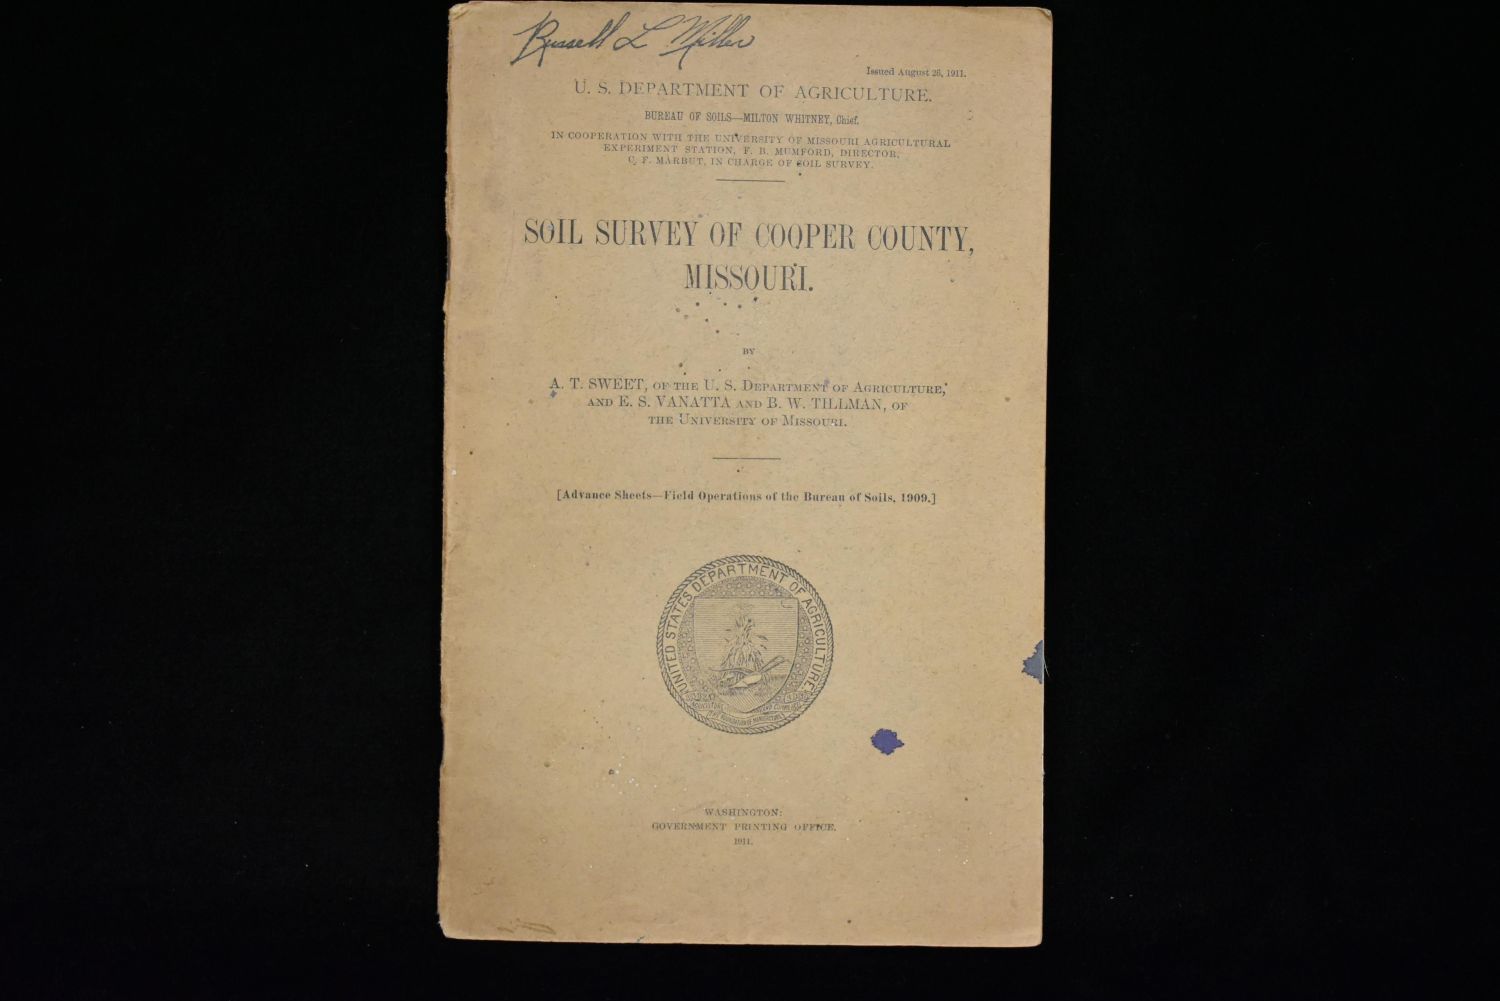 Russell L Miller
Issued August 26, 1911.
U. S. DEPARTMENT OF AGRICULTURE.
BUREAU OF SOILS—MILTON WHITNEY, Chief.
IN COOPERATION WITH THE UNIVERSITY OF MISSOURI AGRICULTURAL
EXPERIMENT STATION, F. B. MUMFORD, DIRECTOR,
C. F. MARBUT, IN CHARGE OF SOIL SURVEY.
SOIL SURVEY OF COOPER COUNTY,
MISSOURI.
BY
A. T. SWEET, OF THE U. S. DEPARTMENT OF AGRICULTURE,
AND E. S. VANATTA AND B. W. TILLMAN, OF
THE UNIVERSITY OF MISSOURI.
[Advance Sheets—Field Operations of the Bureau of Soils, 1909.]
UNITED STATES DEPARTMENT OF AGRICULTURE
WASHINGTON:
GOVERNMENT PRINTING OFFICE.
1911.